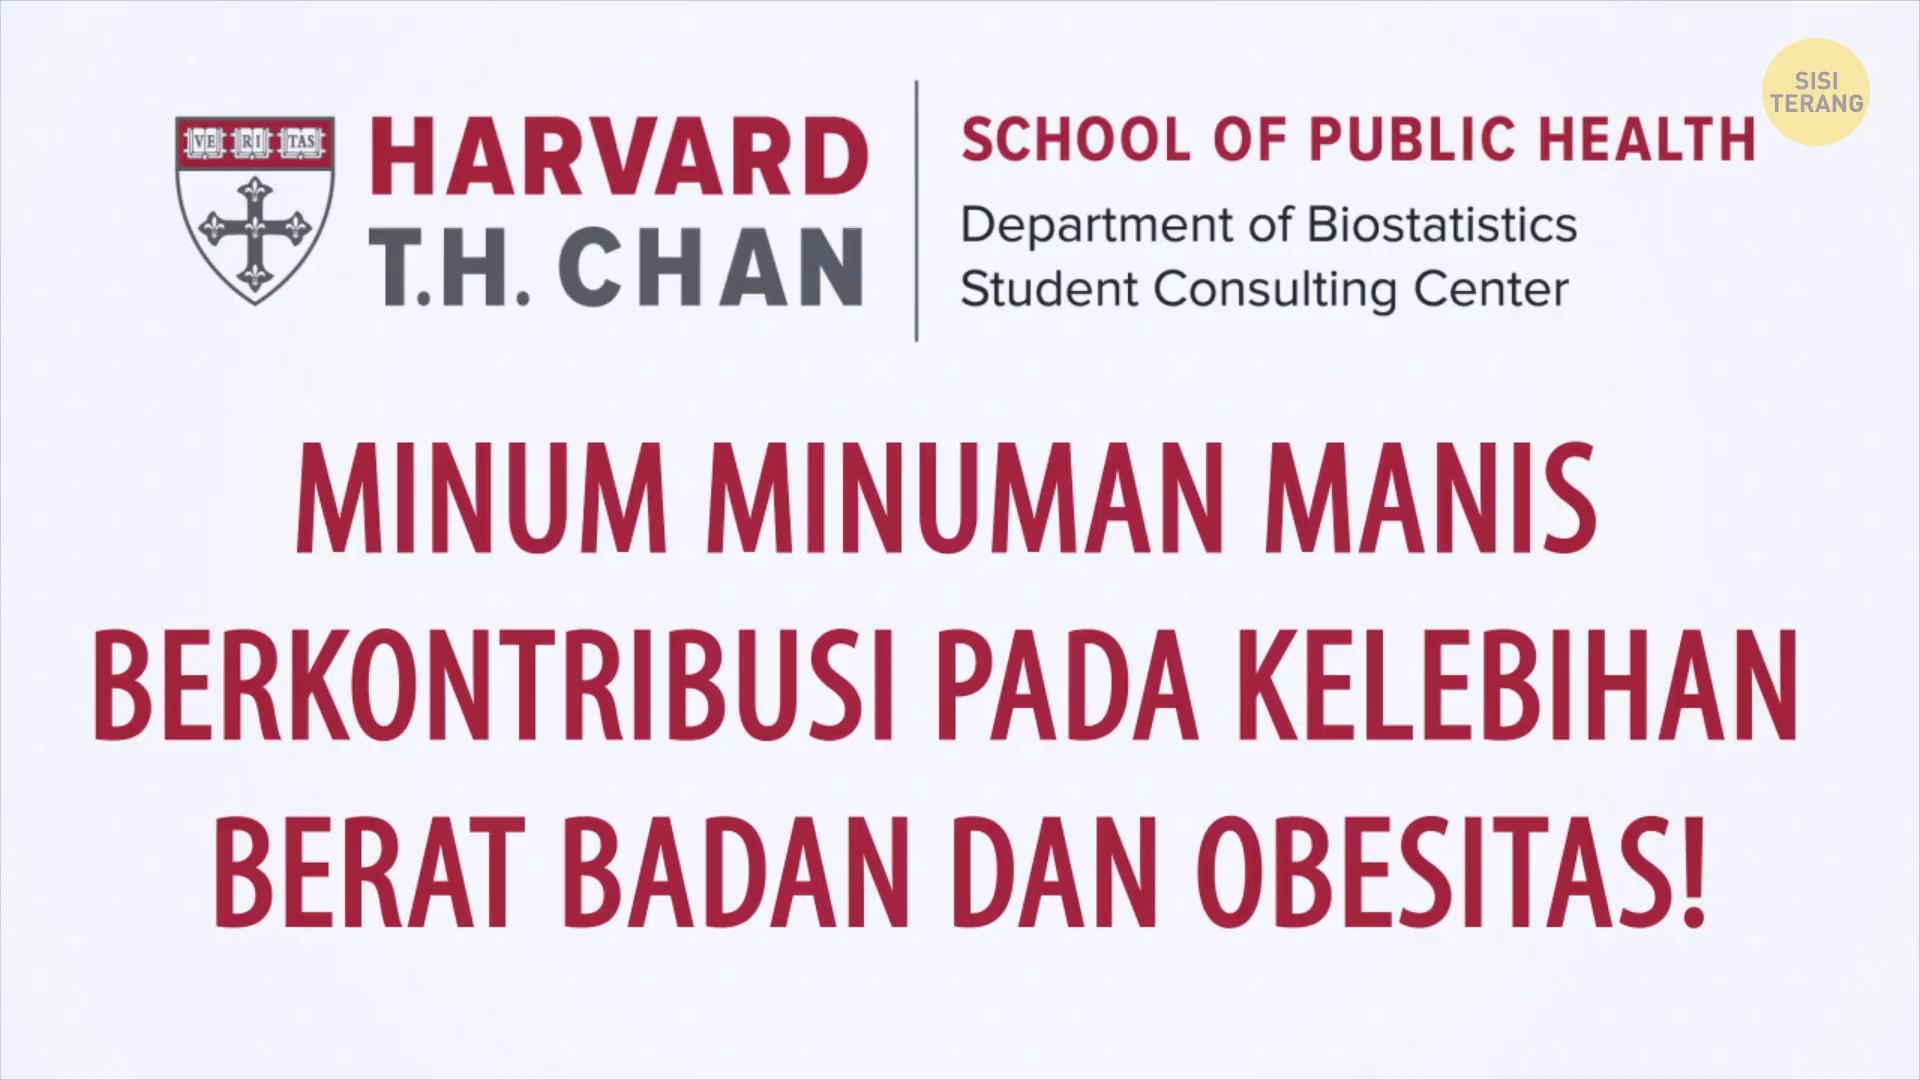 VE RI TAS
HARVARD
T.H. CHAN
SCHOOL OF PUBLIC HEALTH
Department of Biostatistics
Student Consulting Center
SISI
TERANG
MINUM MINUMAN MANIS
BERKONTRIBUSI PADA KELEBIHAN
BERAT BADAN DAN OBESITAS!